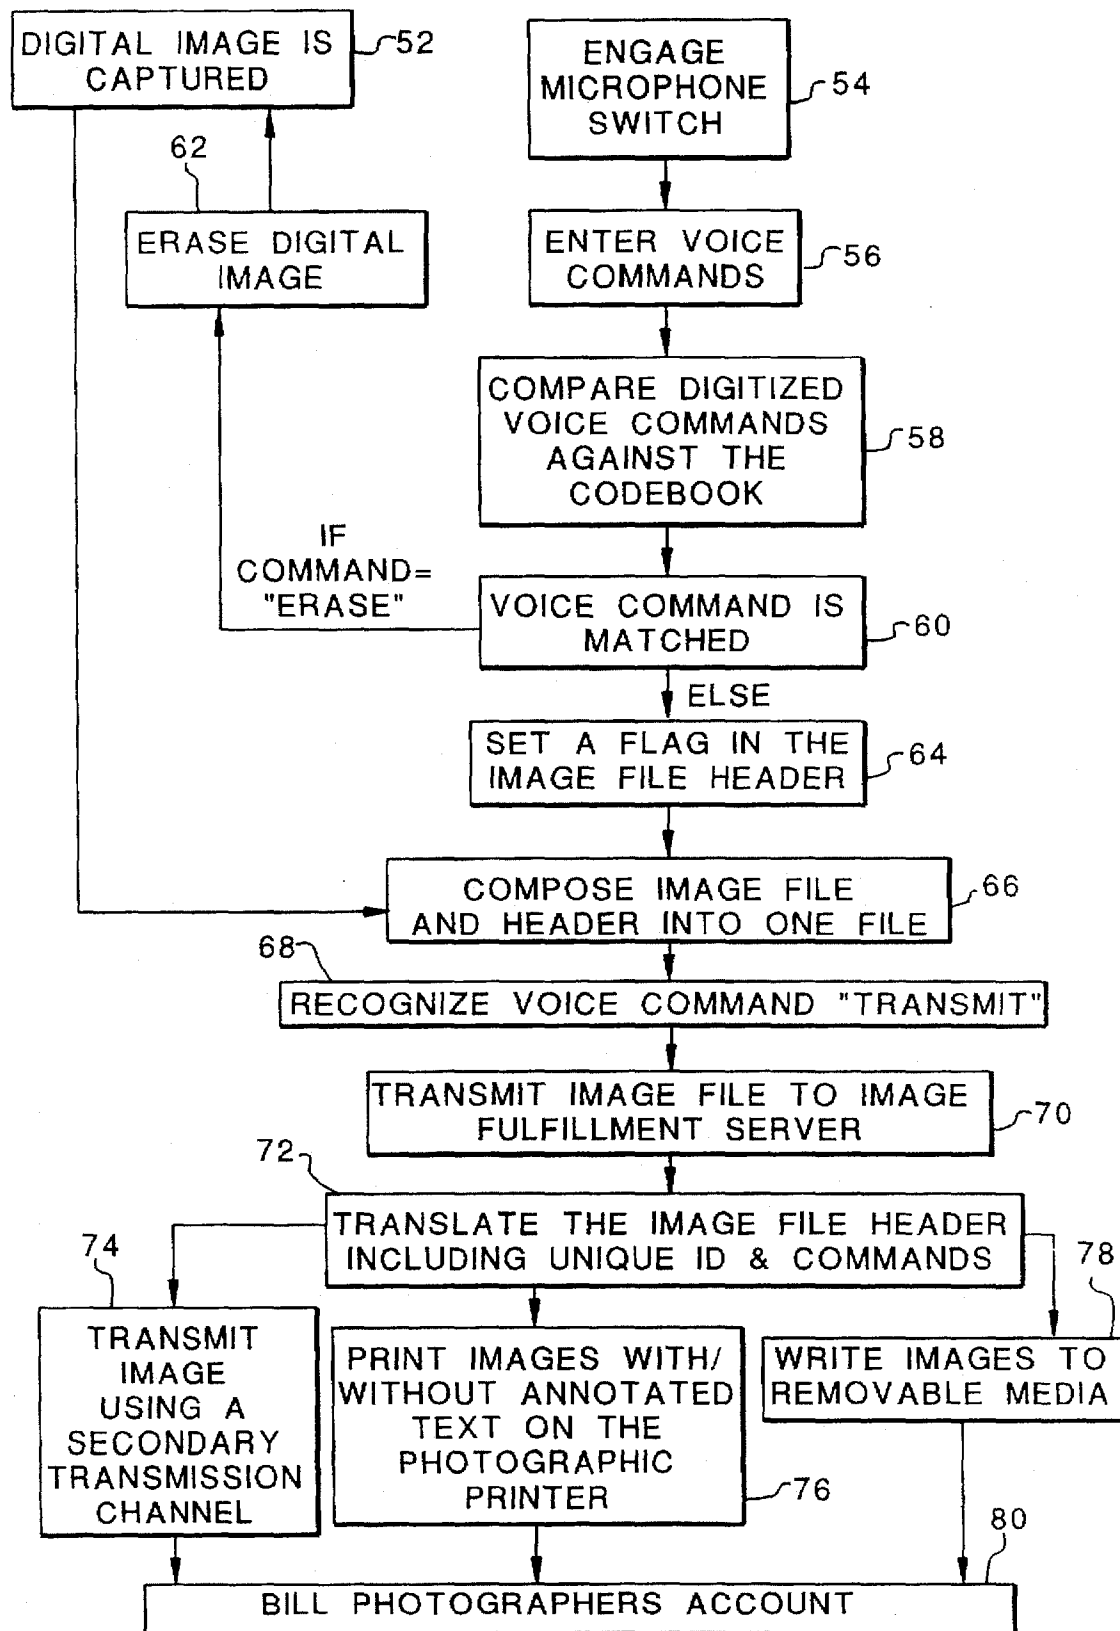 DIGITAL IMAGE IS
CAPTURED
52
ENGAGE
MICROPHONE
SWITCH
54
62
ERASE DIGITAL
IMAGE
ENTER VOICE
COMMANDS
56
COMPARE DIGITIZED
VOICE COMMANDS
AGAINST THE
CODEBOOK
58
IF
COMMAND=
"ERASE"
VOICE COMMAND IS
MATCHED
60
ELSE
SET A FLAG IN THE
IMAGE FILE HEADER
64
COMPOSE IMAGE FILE
AND HEADER INTO ONE FILE
66
68
RECOGNIZE VOICE COMMAND "TRANSMIT"
TRANSMIT IMAGE FILE TO IMAGE
FULFILLMENT SERVER
70
72
TRANSLATE THE IMAGE FILE HEADER
INCLUDING UNIQUE ID & COMMANDS
74
TRANSMIT
IMAGE
USING A
SECONDARY
TRANSMISSION
CHANNEL
PRINT IMAGES WITH/
WITHOUT ANNOTATED
TEXT ON THE
PHOTOGRAPHIC
PRINTER
76
78
WRITE IMAGES TO
REMOVABLE MEDIA
80
BILL PHOTOGRAPHERS ACCOUNT